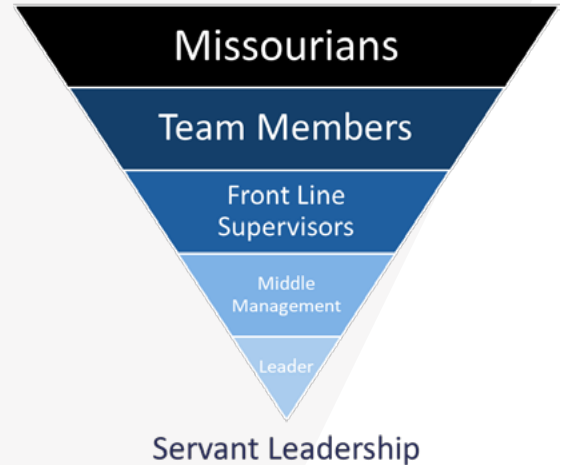 Missourians
Team Members
Front Line
Supervisors
Middle
Management
Leader
Servant Leadership